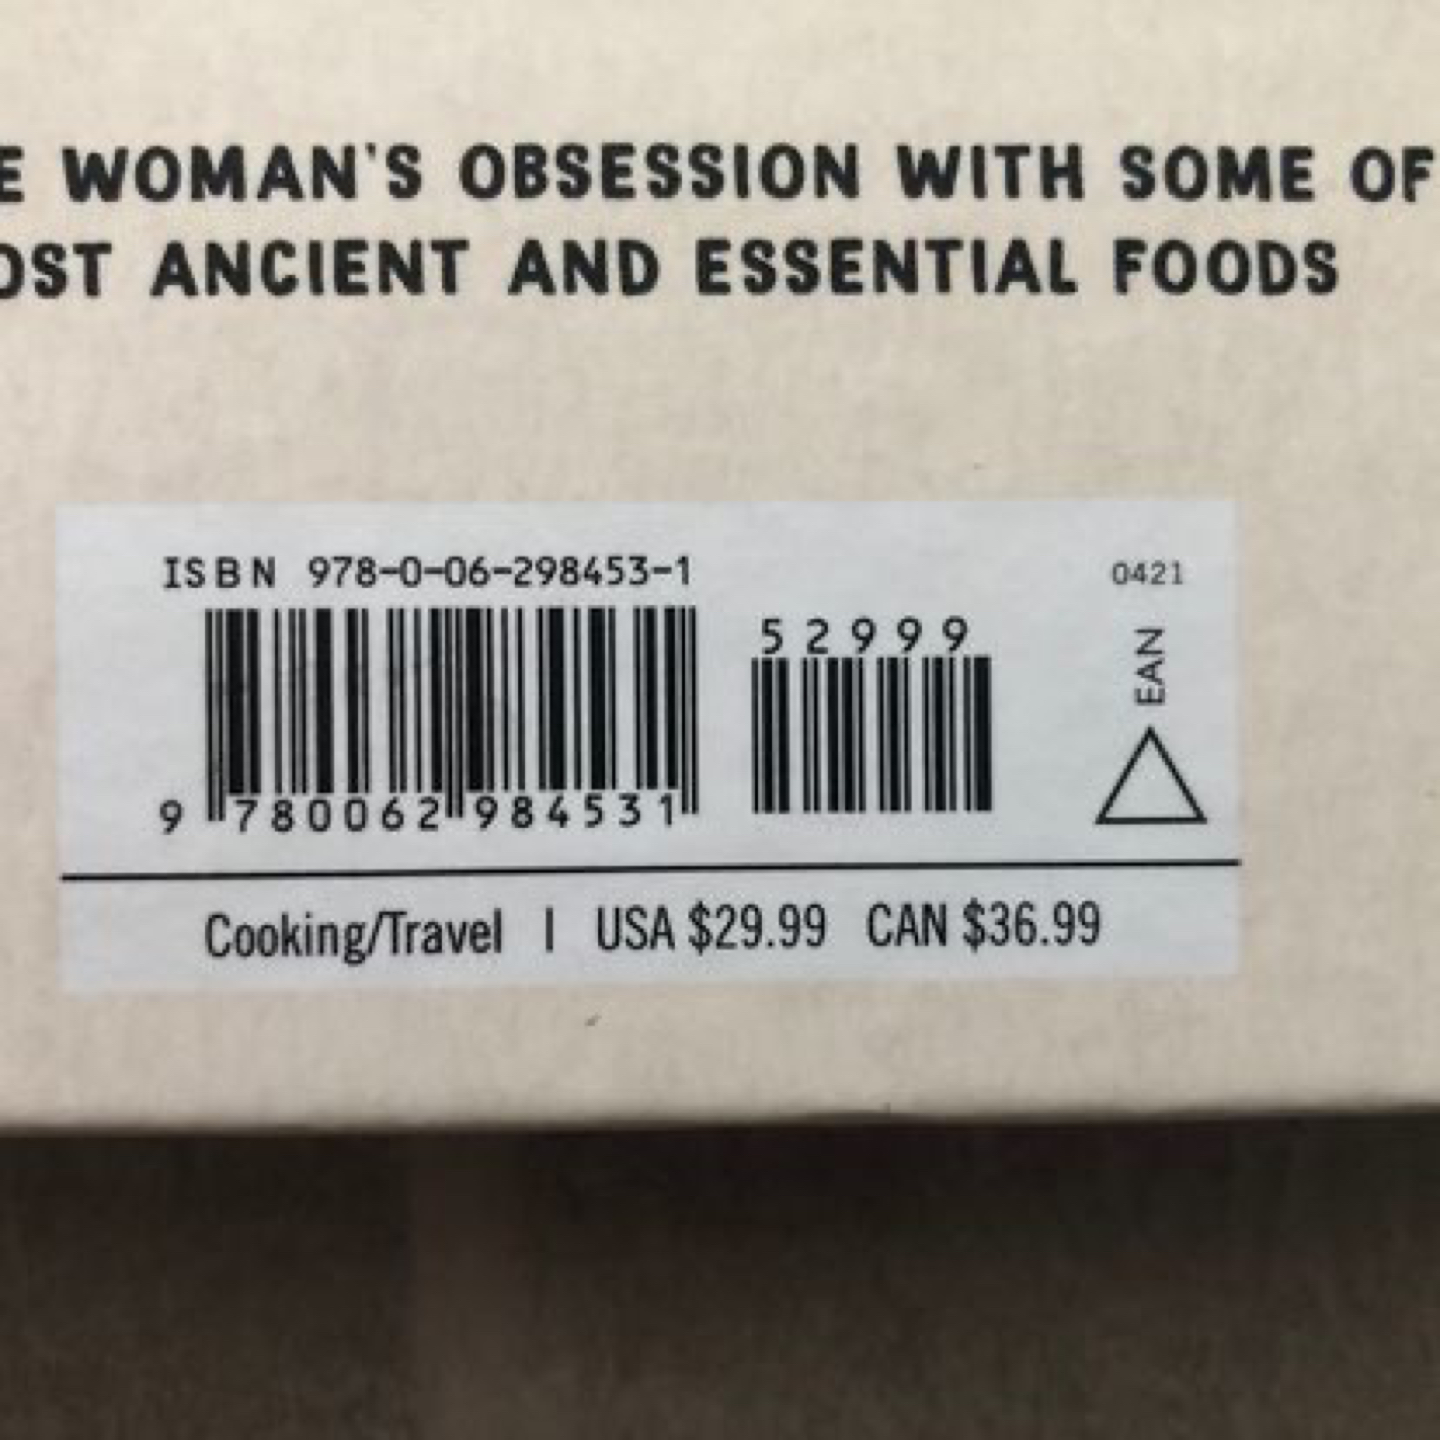 E WOMAN'S OBSESSION WITH SOME OF
OST ANCIENT AND ESSENTIAL FOODS
ISBN 978-0-06-298453-1
52999
0421
EAN
9 780062 984531
Cooking/Travel | USA $29.99 CAN $36.99